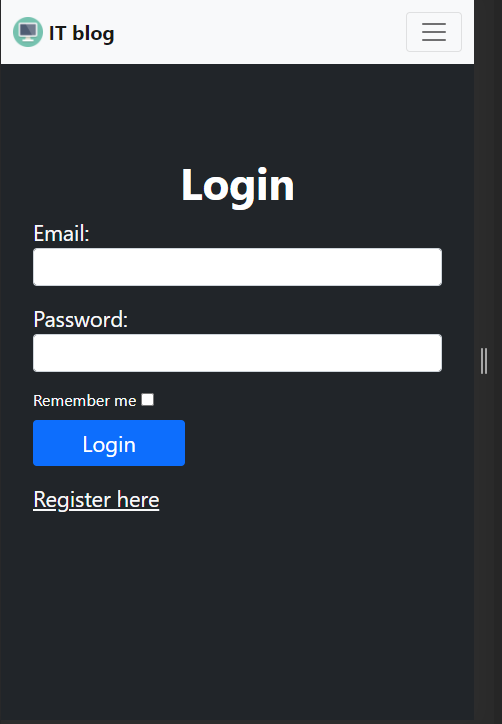 IT blog
Login
Email:
Password:
Remember me
Login
Register here